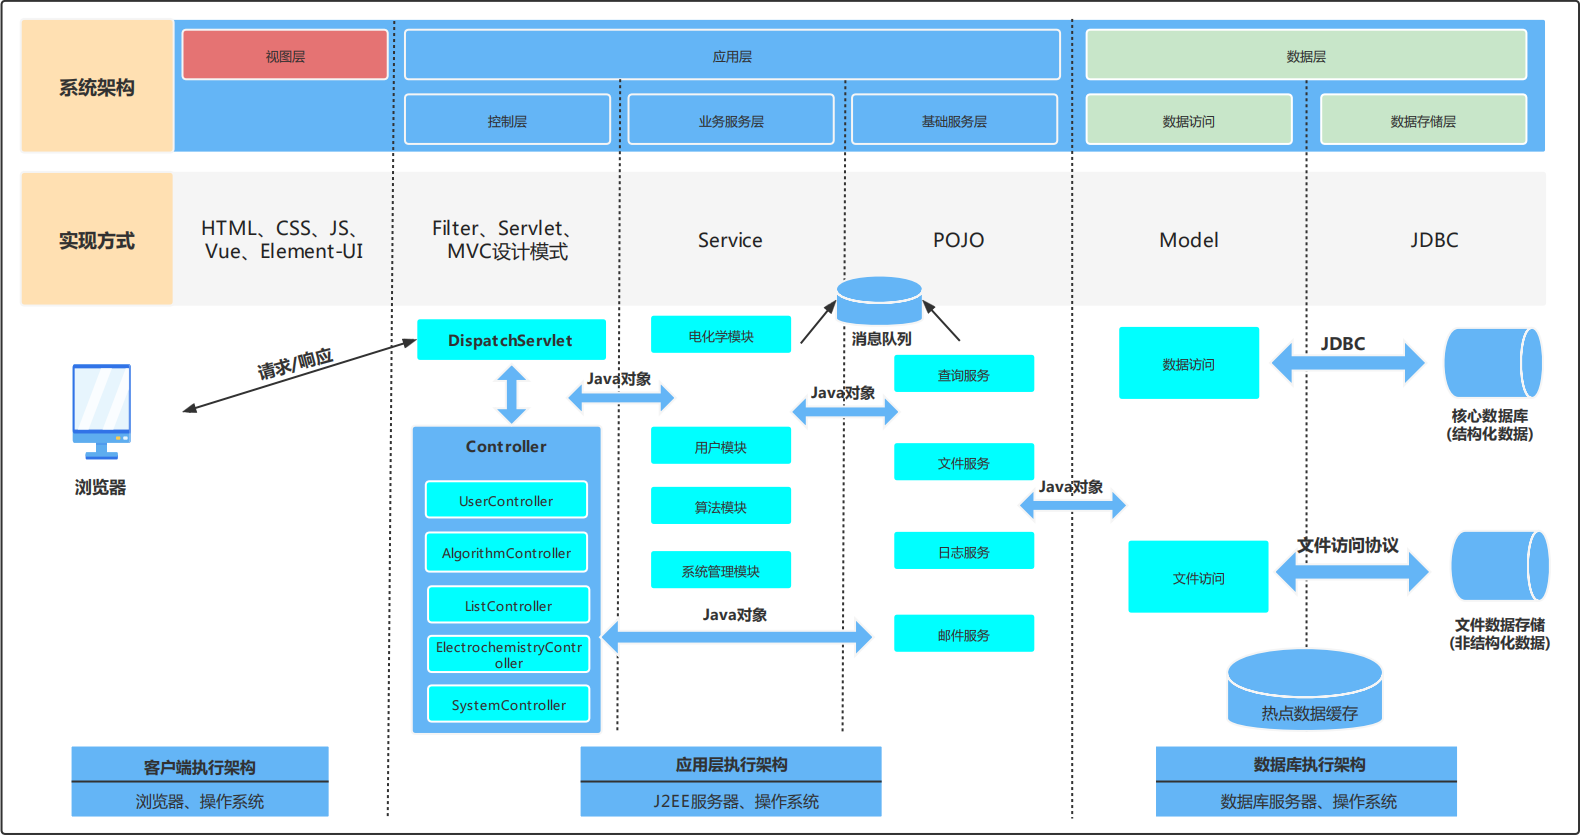 系统架构
视图层
应用层
数据层
控制层
业务服务层
基础服务层
数据访问
数据存储层
实现方式
HTML、CSS、JS、
Vue、Element-UI
Filter、Servlet、
MVC设计模式
Service
POJO
Model
JDBC
消息队列
请求/响应
浏览器
DispatchServlet
Java对象
Controller
UserController
AlgorithmController
ListController
ElectrochemistryContr
oller
SystemController
电化学模块
用户模块
算法模块
系统管理模块
Java对象
Java对象
查询服务
文件服务
日志服务
邮件服务
Java对象
数据访问
文件访问
JDBC
文件访问协议
核心数据库
(结构化数据)
文件数据存储
(非结构化数据)
热点数据缓存
客户端执行架构
浏览器、操作系统
应用层执行架构
J2EE服务器、操作系统
数据库执行架构
数据库服务器、操作系统